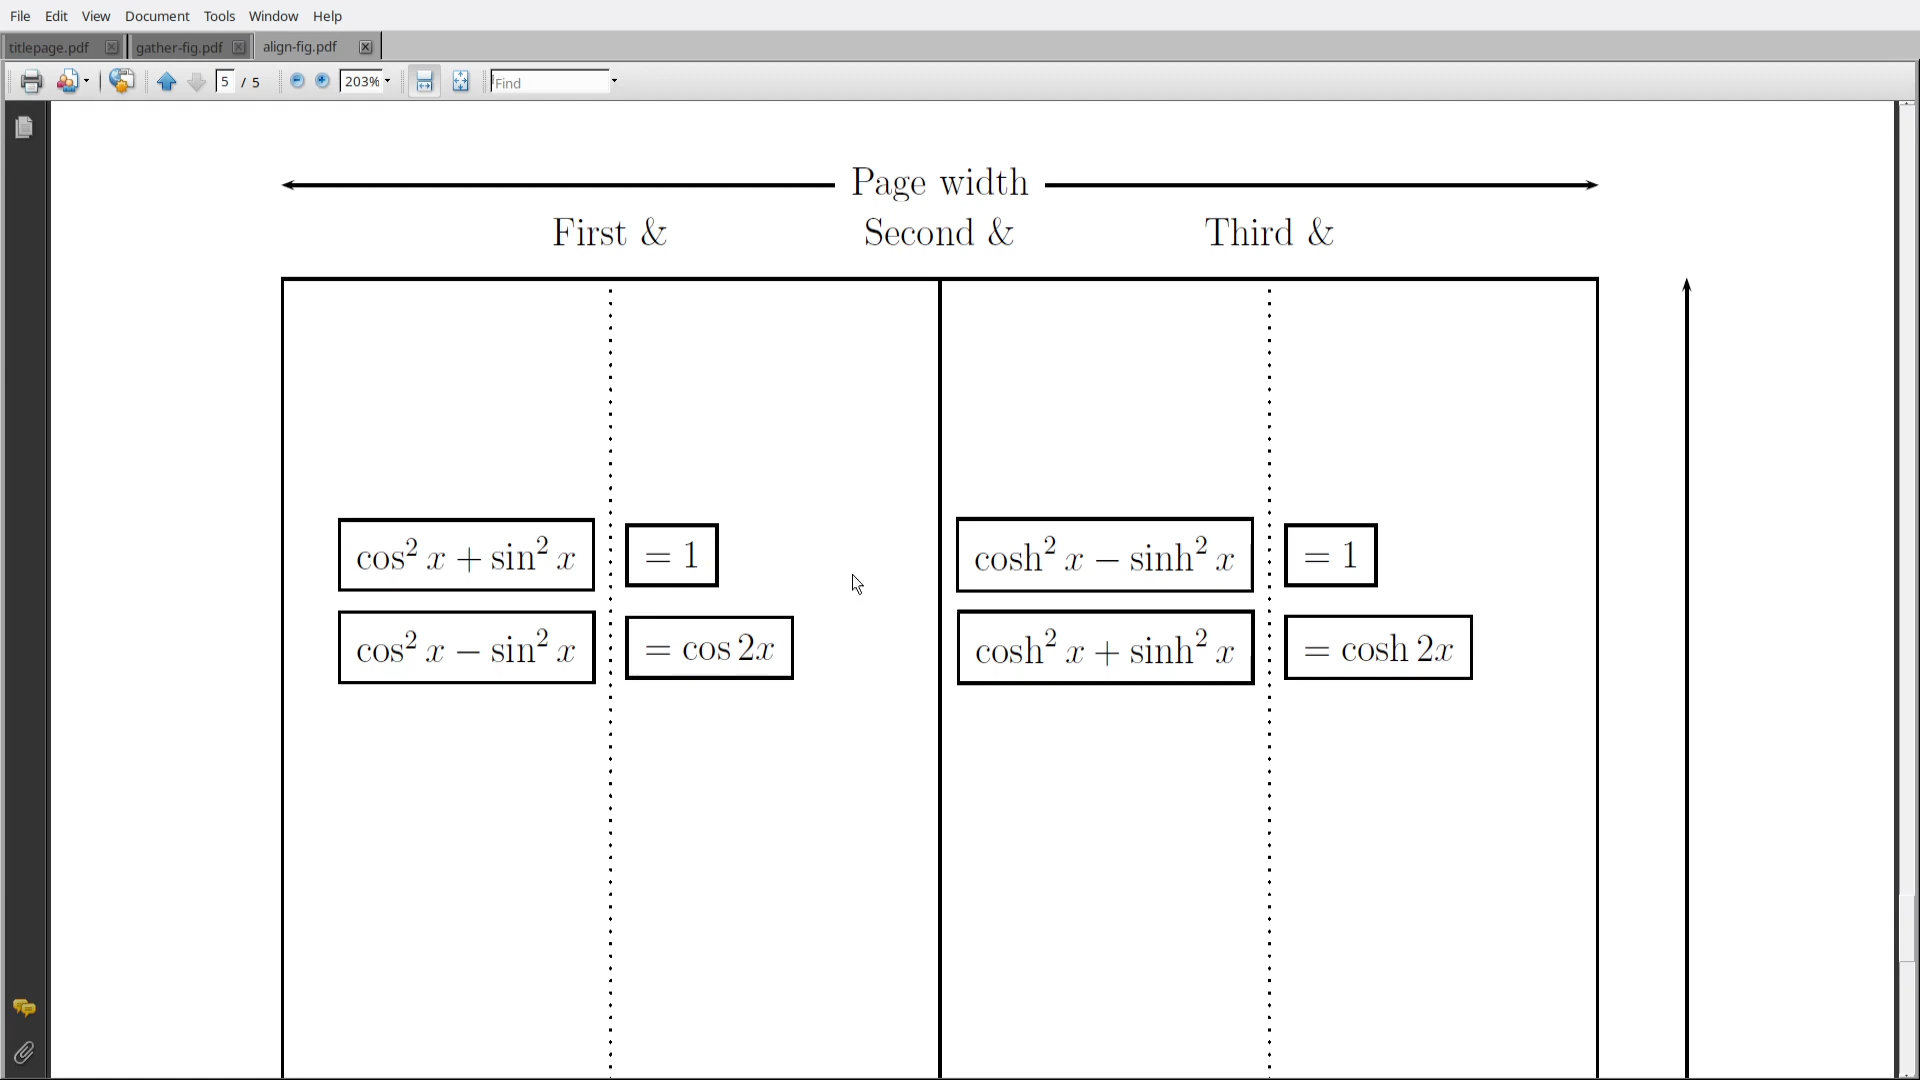 File Edit View Document Tools Window Help
titlepage.pdf gather-fig.pdf align-fig.pdf
5 / 5 203% Find
Page width
First & Second & Third &
cos² x + sin² x = 1 cosh² x − sinh² x = 1
cos² x − sin² x = cos 2x cosh² x + sinh² x = cosh 2x